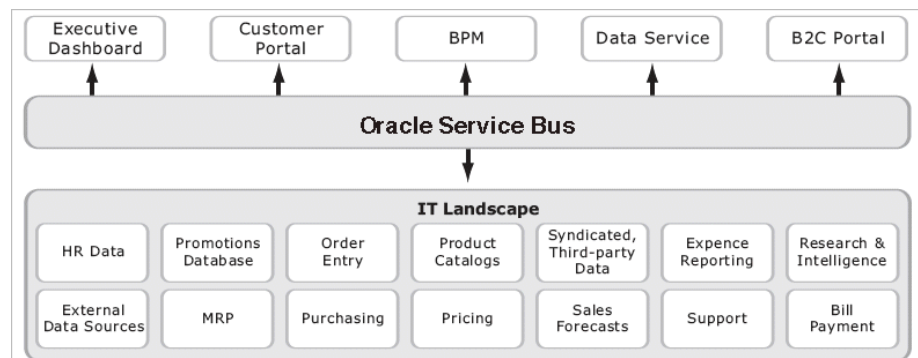 Executive
Dashboard
Customer
Portal
BPM
Data Service
B2C Portal
Oracle Service Bus
IT Landscape
HR Data
Promotions
Database
Order
Entry
Product
Catalogs
Syndicated,
Third-party
Data
Expence
Reporting
Research &
Intelligence
External
Data Sources
MRP
Purchasing
Pricing
Sales
Forecasts
Support
Bill
Payment